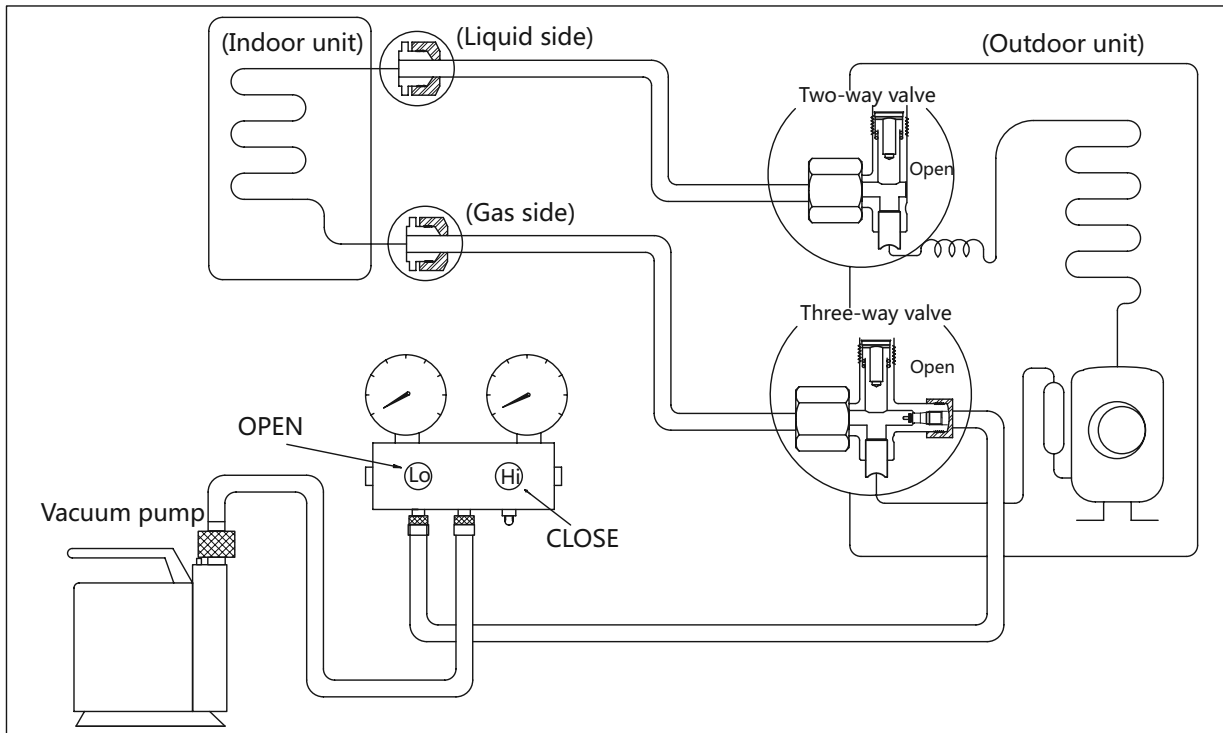 (Indoor unit)
(Liquid side)
(Outdoor unit)
Two-way valve
Open
(Gas side)
Three-way valve
Open
OPEN
Lo
Hi
CLOSE
Vacuum pump